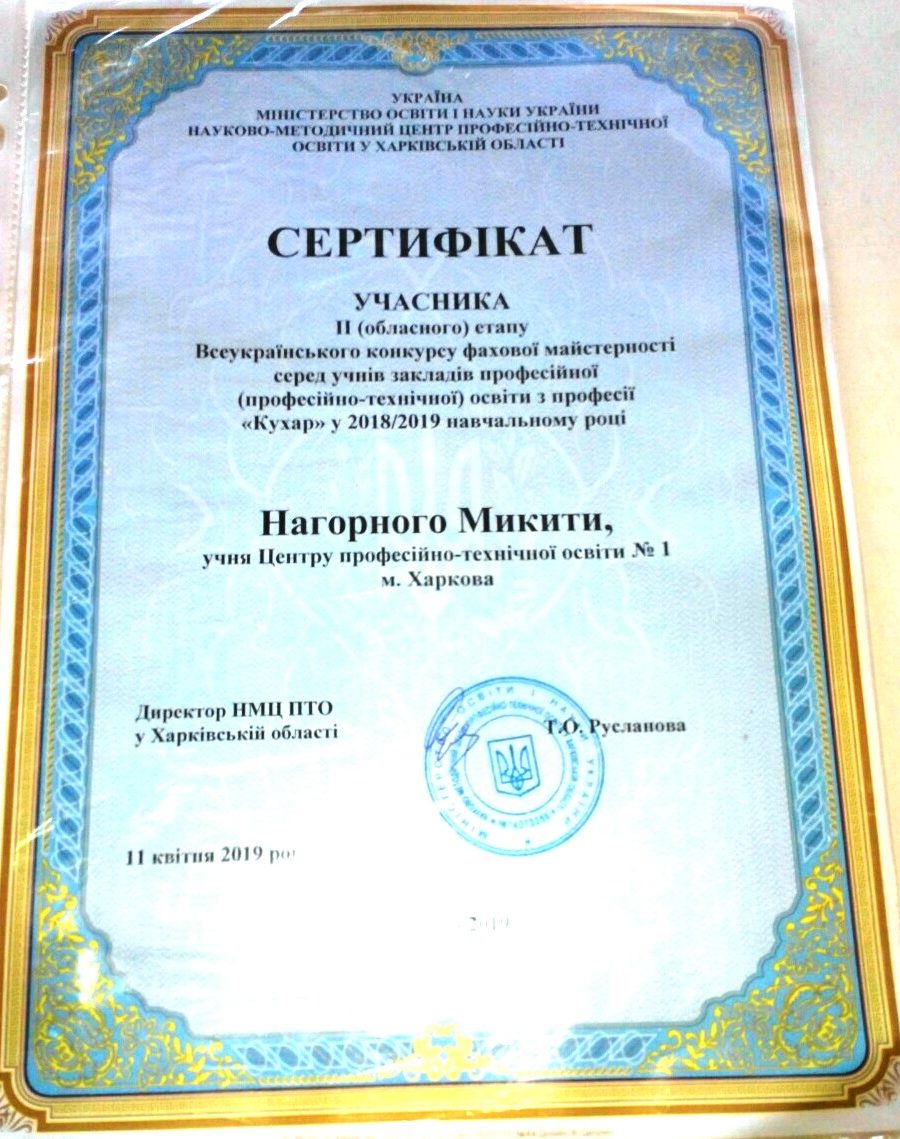 УКРАЇНА
МІНІСТЕРСТВО ОСВІТИ І НАУКИ УКРАЇНИ
НАУКОВО-МЕТОДИЧНИЙ ЦЕНТР ПРОФЕСІЙНО-ТЕХНІЧНОЇ
ОСВІТИ У ХАРКІВСЬКІЙ ОБЛАСТІ
СЕРТИФІКАТ
УЧАСНИКА
ІІ (обласного) етапу
Всеукраїнського конкурсу фахової майстерності
серед учнів закладів професійної
(професійно-технічної) освіти з професії
«Кухар» у 2018/2019 навчальному році
Нагорного Микити,
учня Центру професійно-технічної освіти № 1
м. Харкова
Директор НМЦ ПТО
у Харківській області
Т.О. Русланова
11 квітня 2019
2019